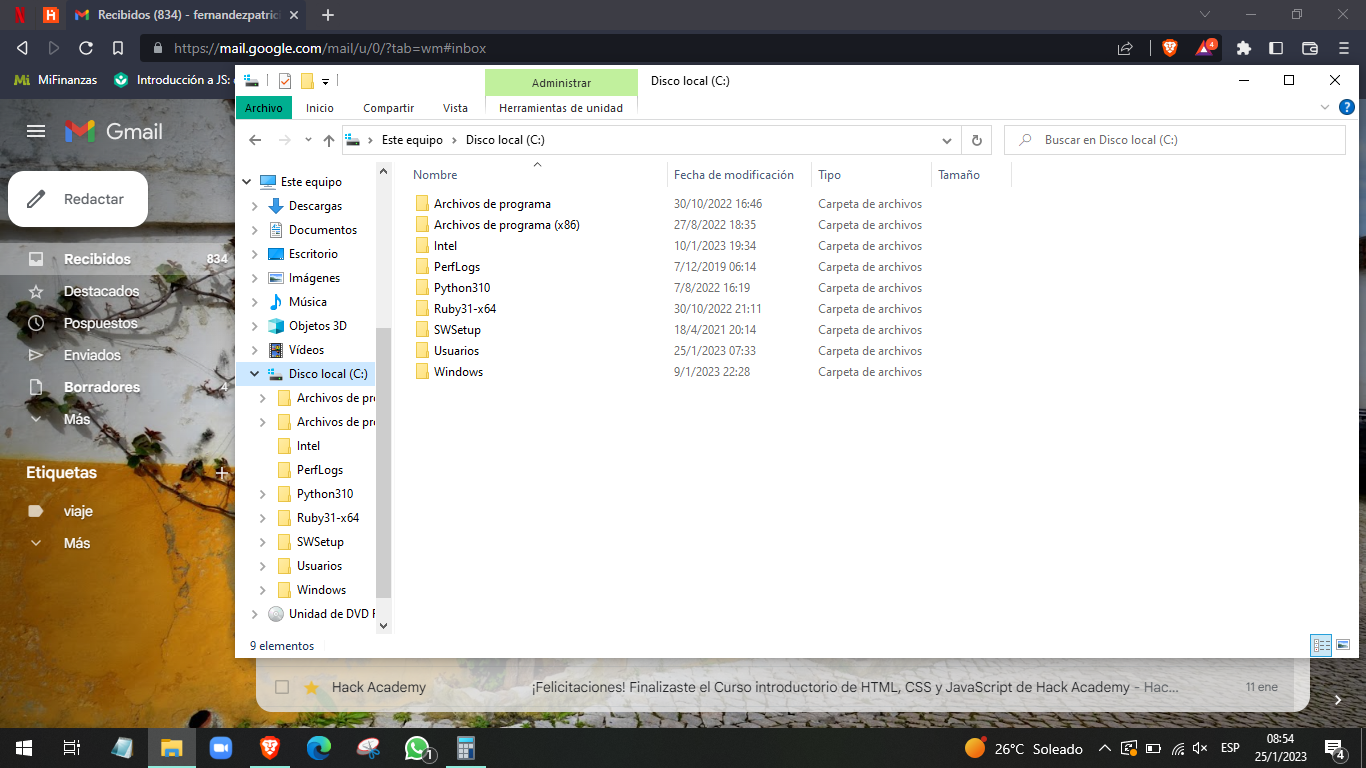 Recibidos (834) - fernandezpatric
https://mail.google.com/mail/u/0/?tab=wm#inbox
4
Mi MiFinanzas
Introducción a JS:
Administrar
Disco local (C:)
Archivo
Inicio
Compartir
Vista
Herramientas de unidad
Este equipo > Disco local (C:)
Buscar en Disco local (C:)
Gmail
Redactar
Recibidos 834
Destacados
Pospuestos
Enviados
Borradores 4
Más
Etiquetas
viaje
Más
Este equipo
Descargas
Documentos
Escritorio
Imágenes
Música
Objetos 3D
Vídeos
Disco local (C:)
Archivos de pr
Archivos de pr
Intel
PerfLogs
Python310
Ruby31-x64
SWSetup
Usuarios
Windows
Unidad de DVD
Nombre Fecha de modificación Tipo Tamaño
Archivos de programa 30/10/2022 16:46 Carpeta de archivos
Archivos de programa (x86) 27/8/2022 18:35 Carpeta de archivos
Intel 10/1/2023 19:34 Carpeta de archivos
PerfLogs 7/12/2019 06:14 Carpeta de archivos
Python310 7/8/2022 16:19 Carpeta de archivos
Ruby31-x64 30/10/2022 21:11 Carpeta de archivos
SWSetup 18/4/2021 20:14 Carpeta de archivos
Usuarios 25/1/2023 07:33 Carpeta de archivos
Windows 9/1/2023 22:28 Carpeta de archivos
9 elementos
Hack Academy ¡Felicitaciones! Finalizaste el Curso introductorio de HTML, CSS y JavaScript de Hack Academy - Hac... 11 ene
1
26°C Soleado
ESP
08:54
25/1/2023
4